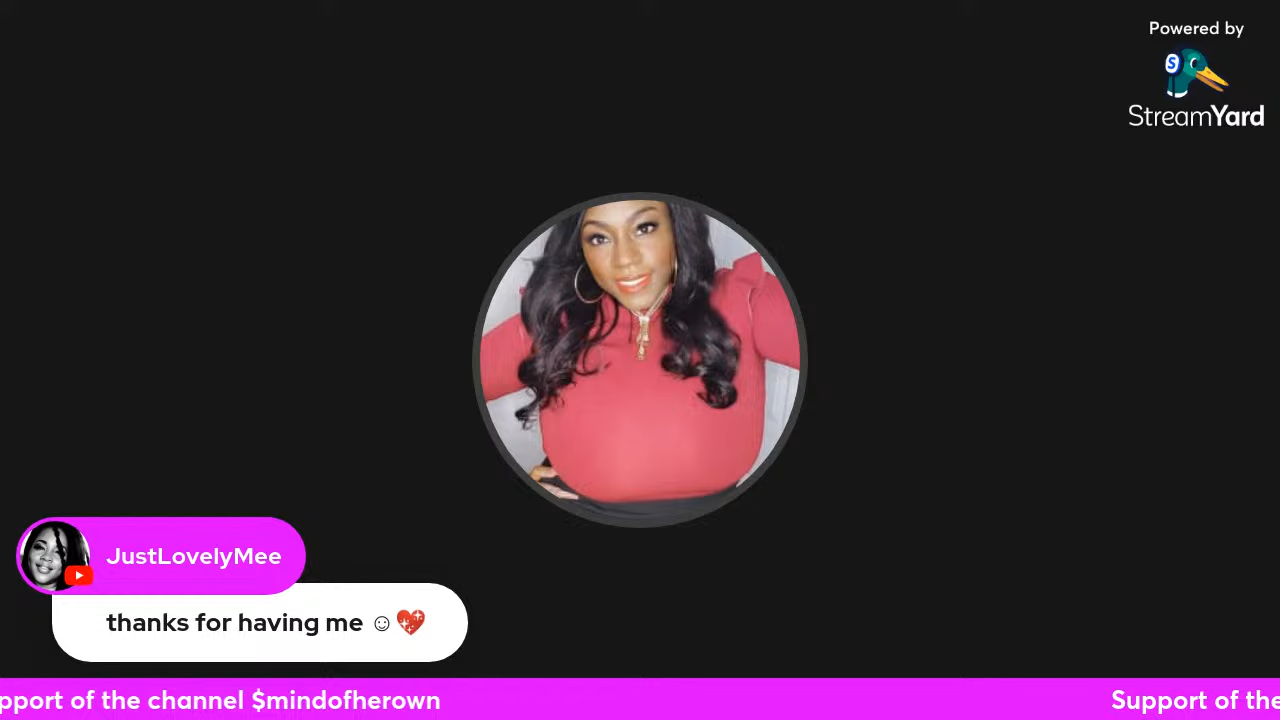 Powered by
S
StreamYard
JustLovelyMee
thanks for having me ☺💖
pport of the channel $mindofherown
Support of the